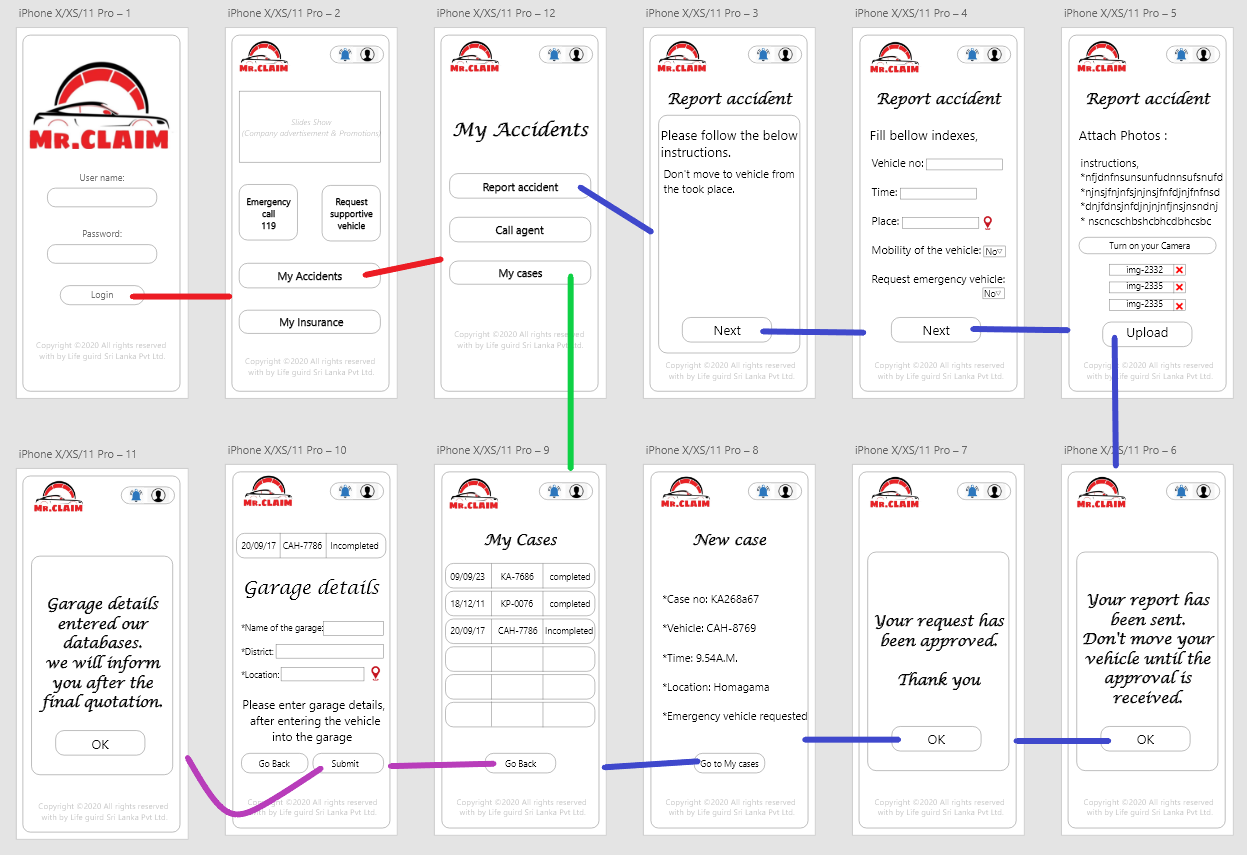 iPhone X/XS/11 Pro – 1
MR.CLAIM
User name:
Password:
Login
Copyright ©2020 All rights reserved
with by Life guird Sri Lanka Pvt Ltd.
iPhone X/XS/11 Pro – 2
MR.CLAIM
Slides Show
(Company advertisement & Promotions)
Emergency
call
119
Request
supportive
vehicle
My Accidents
My Insurance
Copyright ©2020 All rights reserved
with by Life guird Sri Lanka Pvt Ltd.
iPhone X/XS/11 Pro – 12
MR.CLAIM
My Accidents
Report accident
Call agent
My cases
Copyright ©2020 All rights reserved
with by Life guird Sri Lanka Pvt Ltd.
iPhone X/XS/11 Pro – 3
MR.CLAIM
Report accident
Please follow the below
instructions.
Don't move to vehicle from
the took place.
Next
Copyright ©2020 All rights reserved
with by Life guird Sri Lanka Pvt Ltd.
iPhone X/XS/11 Pro – 4
MR.CLAIM
Report accident
Fill bellow indexes,
Vehicle no:
Time:
Place:
Mobility of the vehicle: No
Request emergency vehicle:
No
Next
Copyright ©2020 All rights reserved
with by Life guird Sri Lanka Pvt Ltd.
iPhone X/XS/11 Pro – 5
MR.CLAIM
Report accident
Attach Photos :
instructions,
*nfjdnfnsunsunfudnnsufsnufd
*njnsjfnjnfsjnjnsjfnfdjnjfnfnsd
*dnjfdnsjnfdjnjnjnfjnsjnsndnj
* nscncschbshcbhcdbhcsbc
Turn on your Camera
img-2332
img-2335
img-2335
Upload
Copyright ©2020 All rights reserved
with by Life guird Sri Lanka Pvt Ltd.
iPhone X/XS/11 Pro – 11
MR.CLAIM
Garage details
entered our
databases.
we will inform
you after the
final quotation.
OK
Copyright ©2020 All rights reserved
with by Life guird Sri Lanka Pvt Ltd.
iPhone X/XS/11 Pro – 10
MR.CLAIM
20/09/17 CAH-7786 Incompleted
Garage details
*Name of the garage:
*District:
*Location:
Please enter garage details,
after entering the vehicle
into the garage
Go Back Submit
Copyright ©2020 All rights reserved
with by Life guird Sri Lanka Pvt Ltd.
iPhone X/XS/11 Pro – 9
MR.CLAIM
My Cases
09/09/23 KA-7686 completed
18/12/11 KP-0076 completed
20/09/17 CAH-7786 Incompleted
Go Back
Copyright ©2020 All rights reserved
with by Life guird Sri Lanka Pvt Ltd.
iPhone X/XS/11 Pro – 8
MR.CLAIM
New case
*Case no: KA268a67
*Vehicle: CAH-8769
*Time: 9.54A.M.
*Location: Homagama
*Emergency vehicle requested
Go to My cases
Copyright ©2020 All rights reserved
with by Life guird Sri Lanka Pvt Ltd.
iPhone X/XS/11 Pro – 7
MR.CLAIM
Your request has
been approved.
Thank you
OK
Copyright ©2020 All rights reserved
with by Life guird Sri Lanka Pvt Ltd.
iPhone X/XS/11 Pro – 6
MR.CLAIM
Your report has
been sent.
Don't move your
vehicle until the
approval is
received.
OK
Copyright ©2020 All rights reserved
with by Life guird Sri Lanka Pvt Ltd.